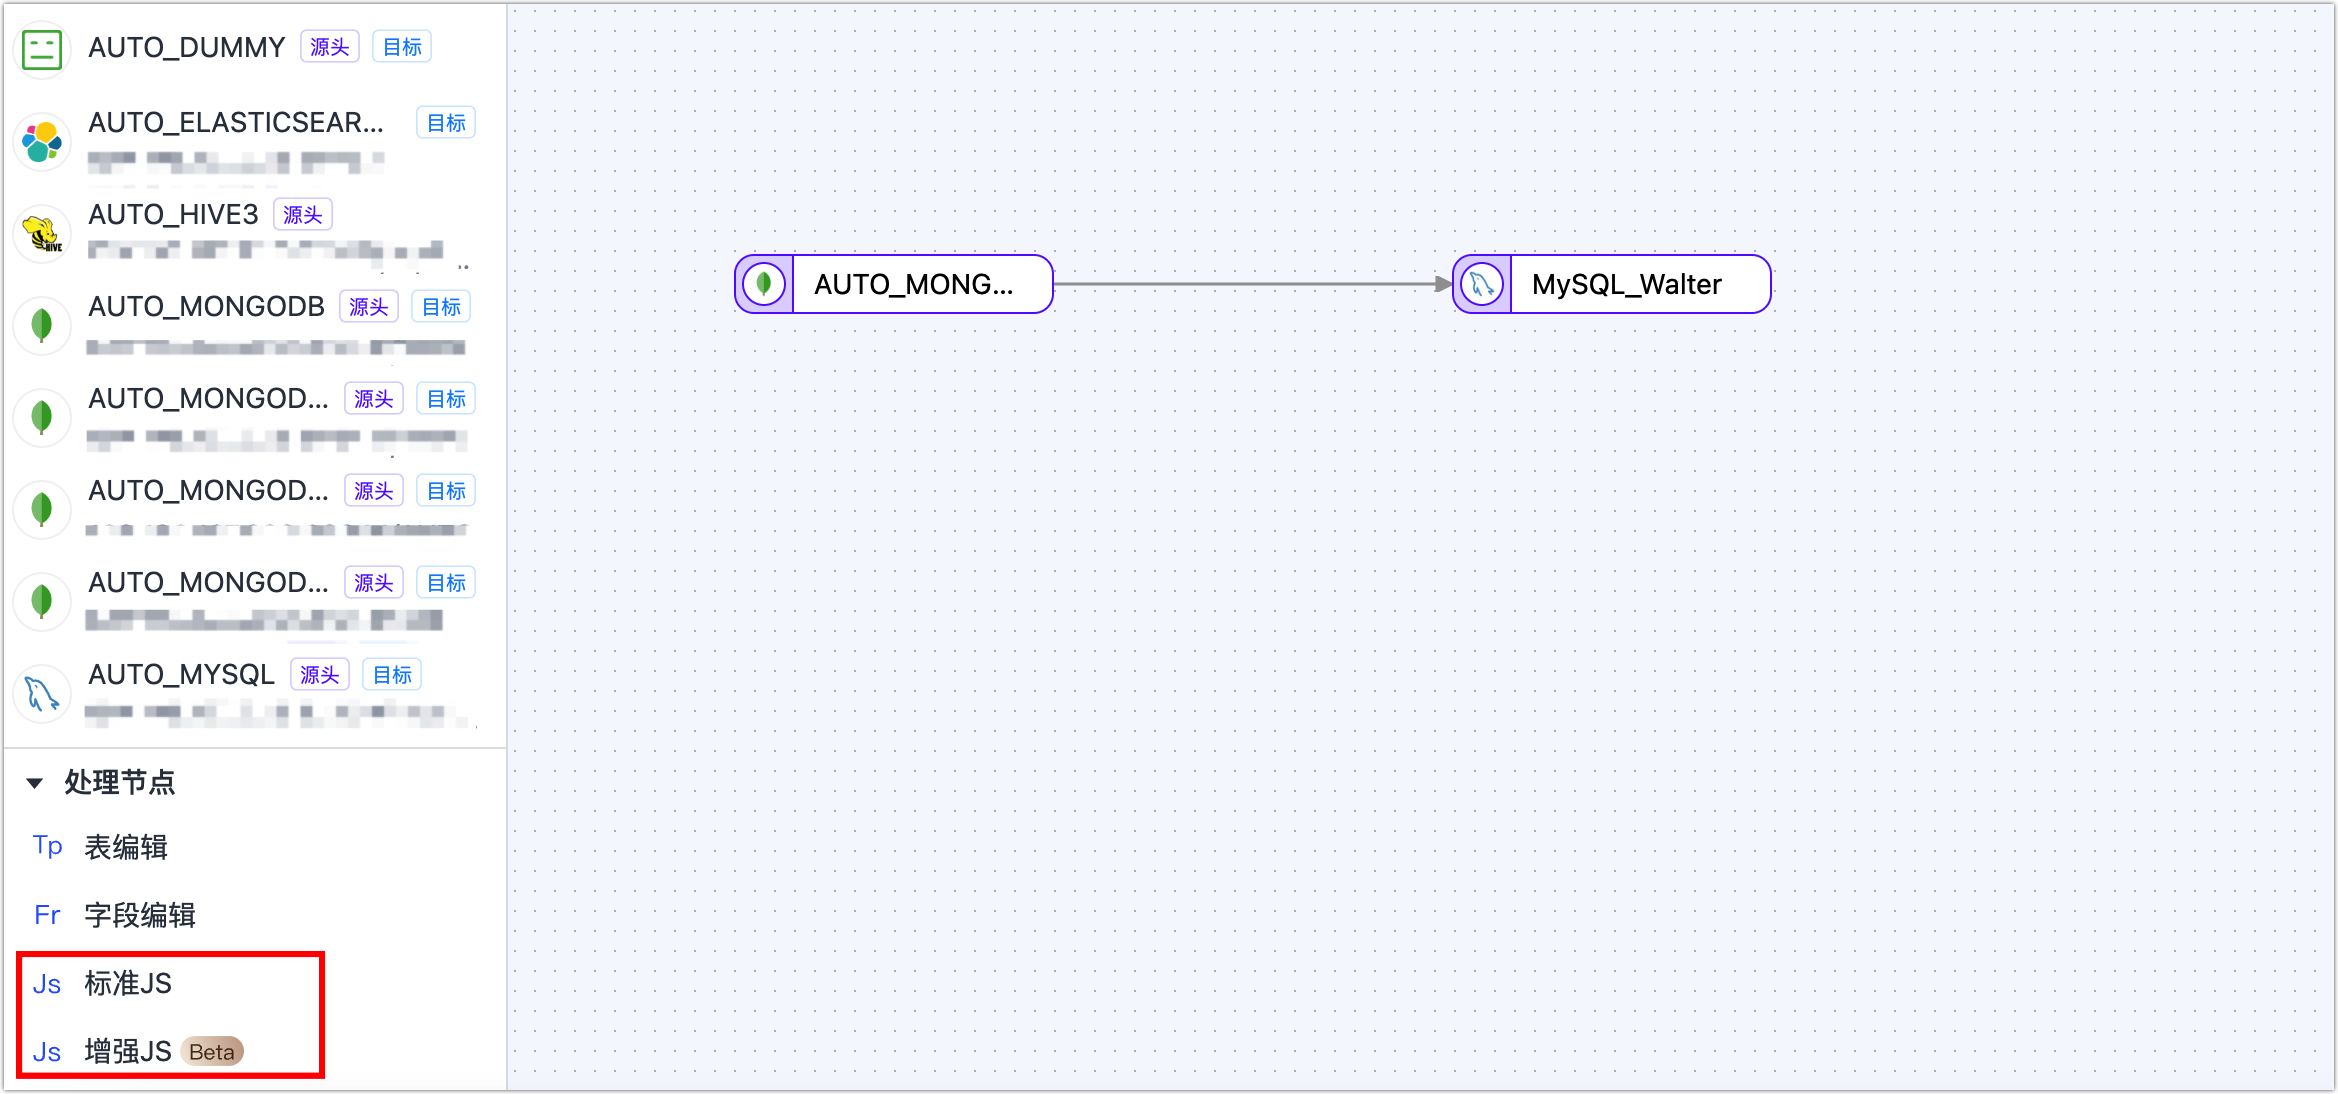 AUTO_DUMMY 源头 目标
AUTO_ELASTICSEAR... 目标
AUTO_HIVE3 源头
HIVE
AUTO_MONGODB 源头 目标
AUTO_MONGOD... 源头 目标
AUTO_MONGOD... 源头 目标
AUTO_MONGOD... 源头 目标
AUTO_MYSQL 源头 目标
处理节点
Tp 表编辑
Fr 字段编辑
Js 标准JS
Js 增强JS Beta
AUTO_MONG...
MySQL_Walter